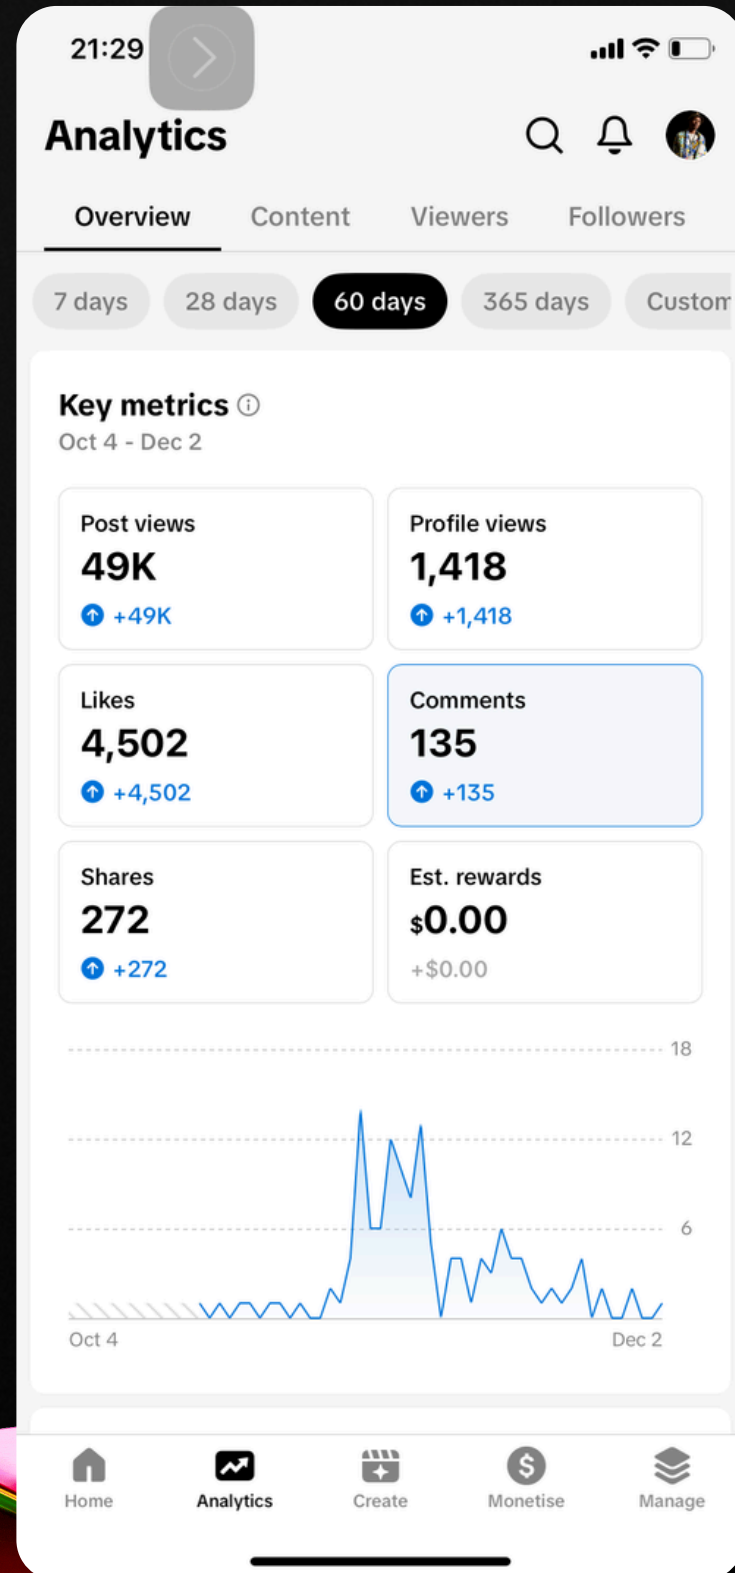 21:29
Analytics
Overview Content Viewers Followers
7 days 28 days 60 days 365 days Custom
Key metrics
Oct 4 - Dec 2
Post views Profile views
49K 1,418
+49K +1,418
Likes Comments
4,502 135
+4,502 +135
Shares Est. rewards
272 $0.00
+272 +$0.00
18
12
6
Oct 4 Dec 2
Home Analytics Create Monetise Manage